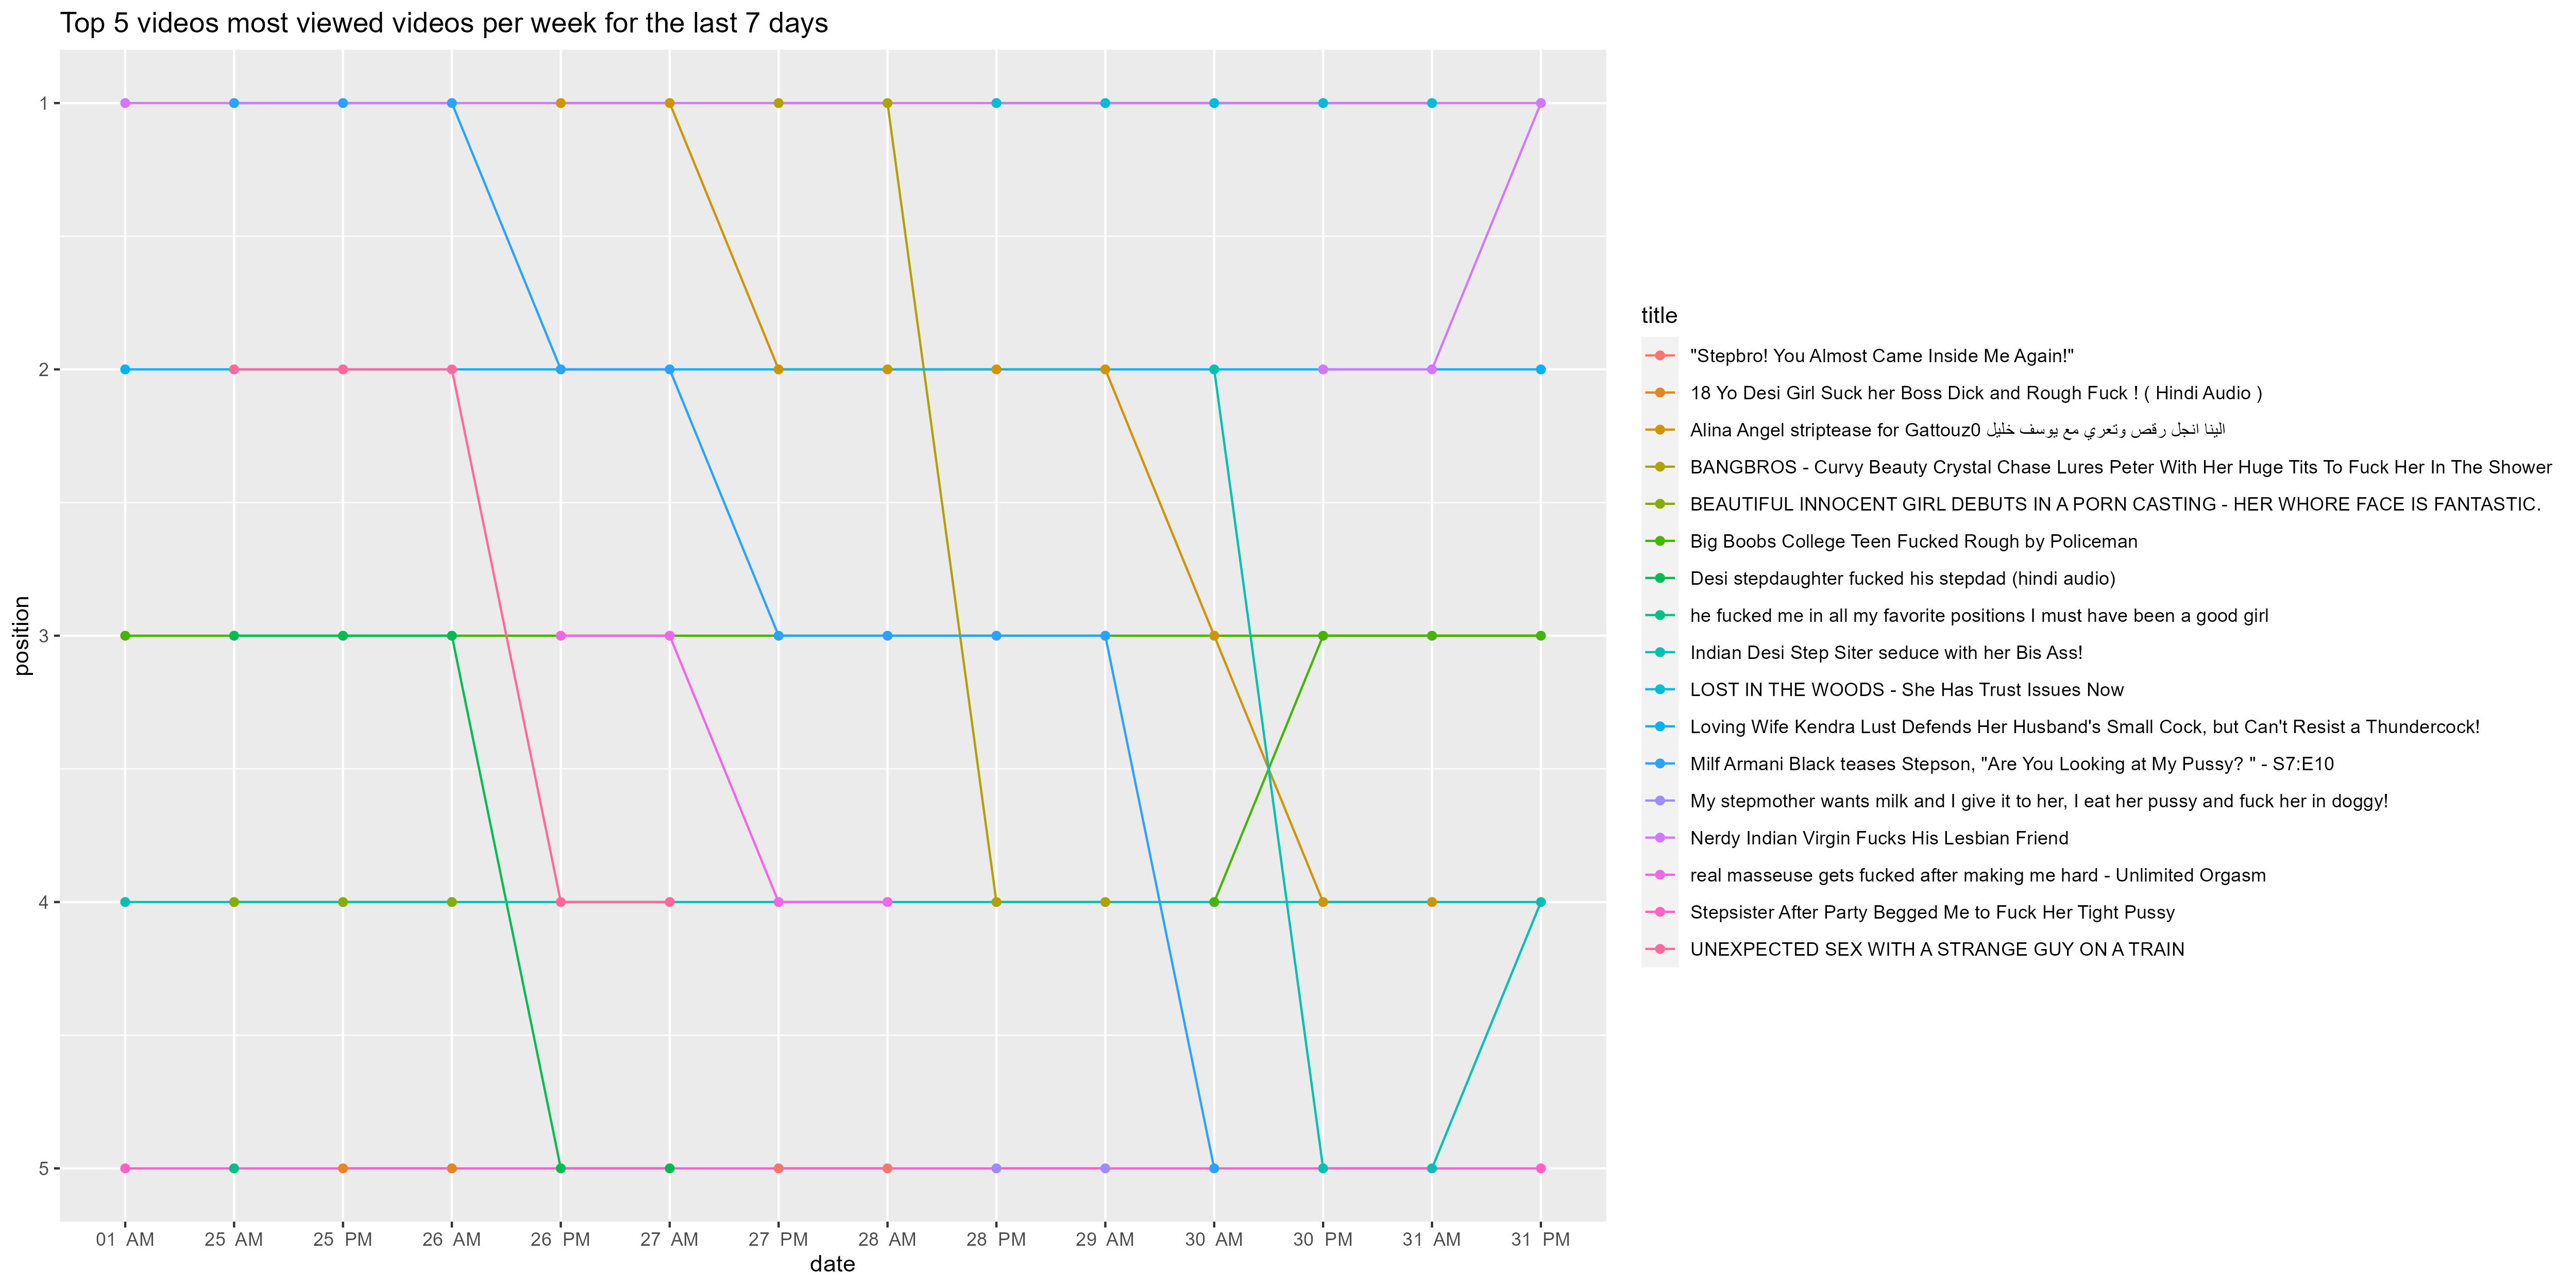 Top 5 videos most viewed videos per week for the last 7 days
position
1
2
3
4
5
01 AM
25 AM
25 PM
26 AM
26 PM
27 AM
27 PM
28 AM
28 PM
29 AM
30 AM
30 PM
31 AM
31 PM
date
title
"Stepbro! You Almost Came Inside Me Again!"
18 Yo Desi Girl Suck her Boss Dick and Rough Fuck ! ( Hindi Audio )
Alina Angel striptease for Gattouz0 الينا انجل رقص وتعري مع يوسف خليل
BANGBROS - Curvy Beauty Crystal Chase Lures Peter With Her Huge Tits To Fuck Her In The Shower
BEAUTIFUL INNOCENT GIRL DEBUTS IN A PORN CASTING - HER WHORE FACE IS FANTASTIC.
Big Boobs College Teen Fucked Rough by Policeman
Desi stepdaughter fucked his stepdad (hindi audio)
he fucked me in all my favorite positions I must have been a good girl
Indian Desi Step Siter seduce with her Bis Ass!
LOST IN THE WOODS - She Has Trust Issues Now
Loving Wife Kendra Lust Defends Her Husband's Small Cock, but Can't Resist a Thundercock!
Milf Armani Black teases Stepson, "Are You Looking at My Pussy? " - S7:E10
My stepmother wants milk and I give it to her, I eat her pussy and fuck her in doggy!
Nerdy Indian Virgin Fucks His Lesbian Friend
real masseuse gets fucked after making me hard - Unlimited Orgasm
Stepsister After Party Begged Me to Fuck Her Tight Pussy
UNEXPECTED SEX WITH A STRANGE GUY ON A TRAIN